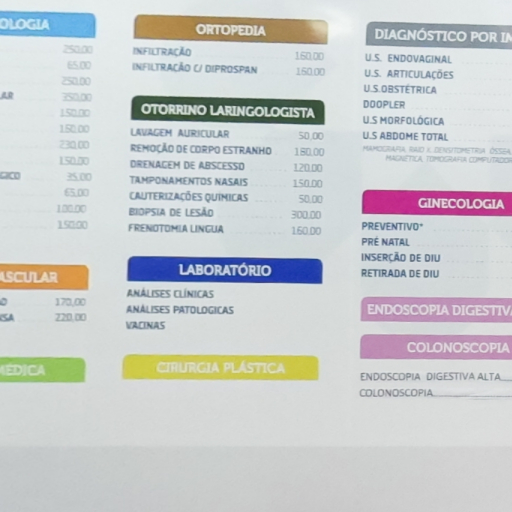 OLOGIA
250,00
65,00
250,00
AR 350,00
150,00
150,00
230,00
150,00
GICO 35,00
65,00
100,00
150,00
ASCULAR
O 170,00
NSA 220,00
MÉDICA
ORTOPEDIA
INFILTRAÇÃO 160,00
INFILTRAÇÃO C/ DIPROSPAN 160,00
OTORRINO LARINGOLOGISTA
LAVAGEM AURICULAR 50,00
REMOÇÃO DE CORPO ESTRANHO 180,00
DRENAGEM DE ABSCESSO 120,00
TAMPONAMENTOS NASAIS 150,00
CAUTERIZAÇÕES QUÍMICAS 50,00
BIOPSIA DE LESÃO 300,00
FRENOTOMIA LINGUA 160,00
LABORATÓRIO
ANÁLISES CLÍNICAS
ANÁLISES PATOLOGICAS
VACINAS
CIRURGIA PLÁSTICA
DIAGNÓSTICO POR IM
U.S. ENDOVAGINAL
U.S. ARTICULAÇÕES
U.S.OBSTÉTRICA
DOOPLER
U.S MORFOLÓGICA
U.S ABDOME TOTAL
MAMOGRAFIA, RAIO X, DENSITOMETRIA ÓSSEA,
MAGNÉTICA, TOMOGRAFIA COMPUTADOR
GINECOLOGIA
PREVENTIVO*
PRÉ NATAL
INSERÇÃO DE DIU
RETIRADA DE DIU
ENDOSCOPIA DIGESTIVA
COLONOSCOPIA
ENDOSCOPIA DIGESTIVA ALTA
COLONOSCOPIA